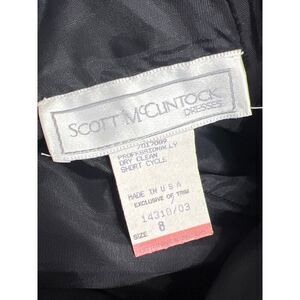 SCOTT McCLINTOCK
DRESSES
PROFESSIONALLY
DRY CLEAN
SHORT CYCLE
MADE IN U S A
EXCLUSIVE OF TRIM
14318/03
SIZE 8